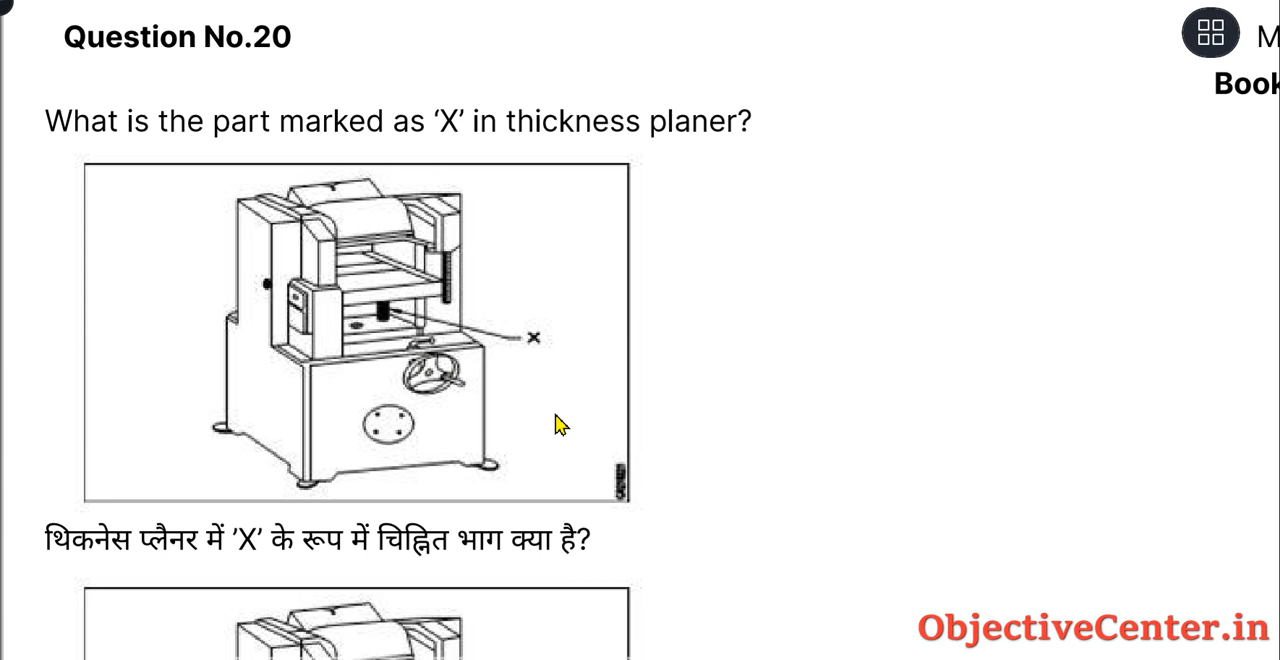 Question No.20
M
Book
What is the part marked as ‘X’ in thickness planer?
X
थिकनेस प्लैनर में ’X’ के रूप में चिह्नित भाग क्या है?
ObjectiveCenter.in